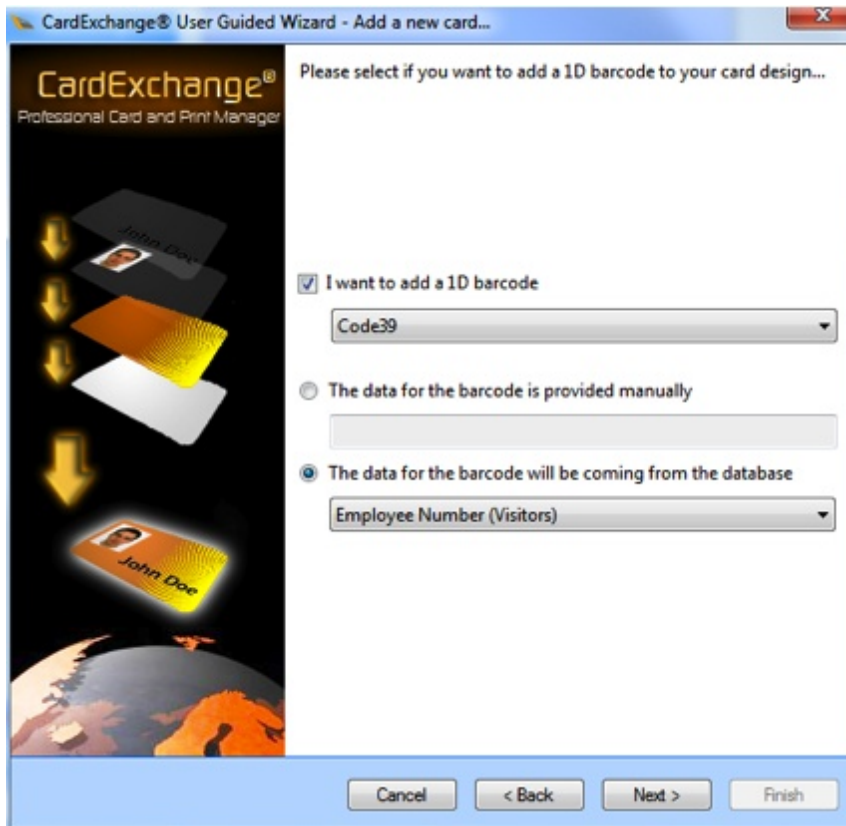 CardExchange® User Guided Wizard - Add a new card...
CardExchange®
Professional Card and Print Manager
Please select if you want to add a 1D barcode to your card design...
John Doe
I want to add a 1D barcode
Code39
The data for the barcode is provided manually
The data for the barcode will be coming from the database
Employee Number (Visitors)
John Doe
Cancel
< Back
Next >
Finish